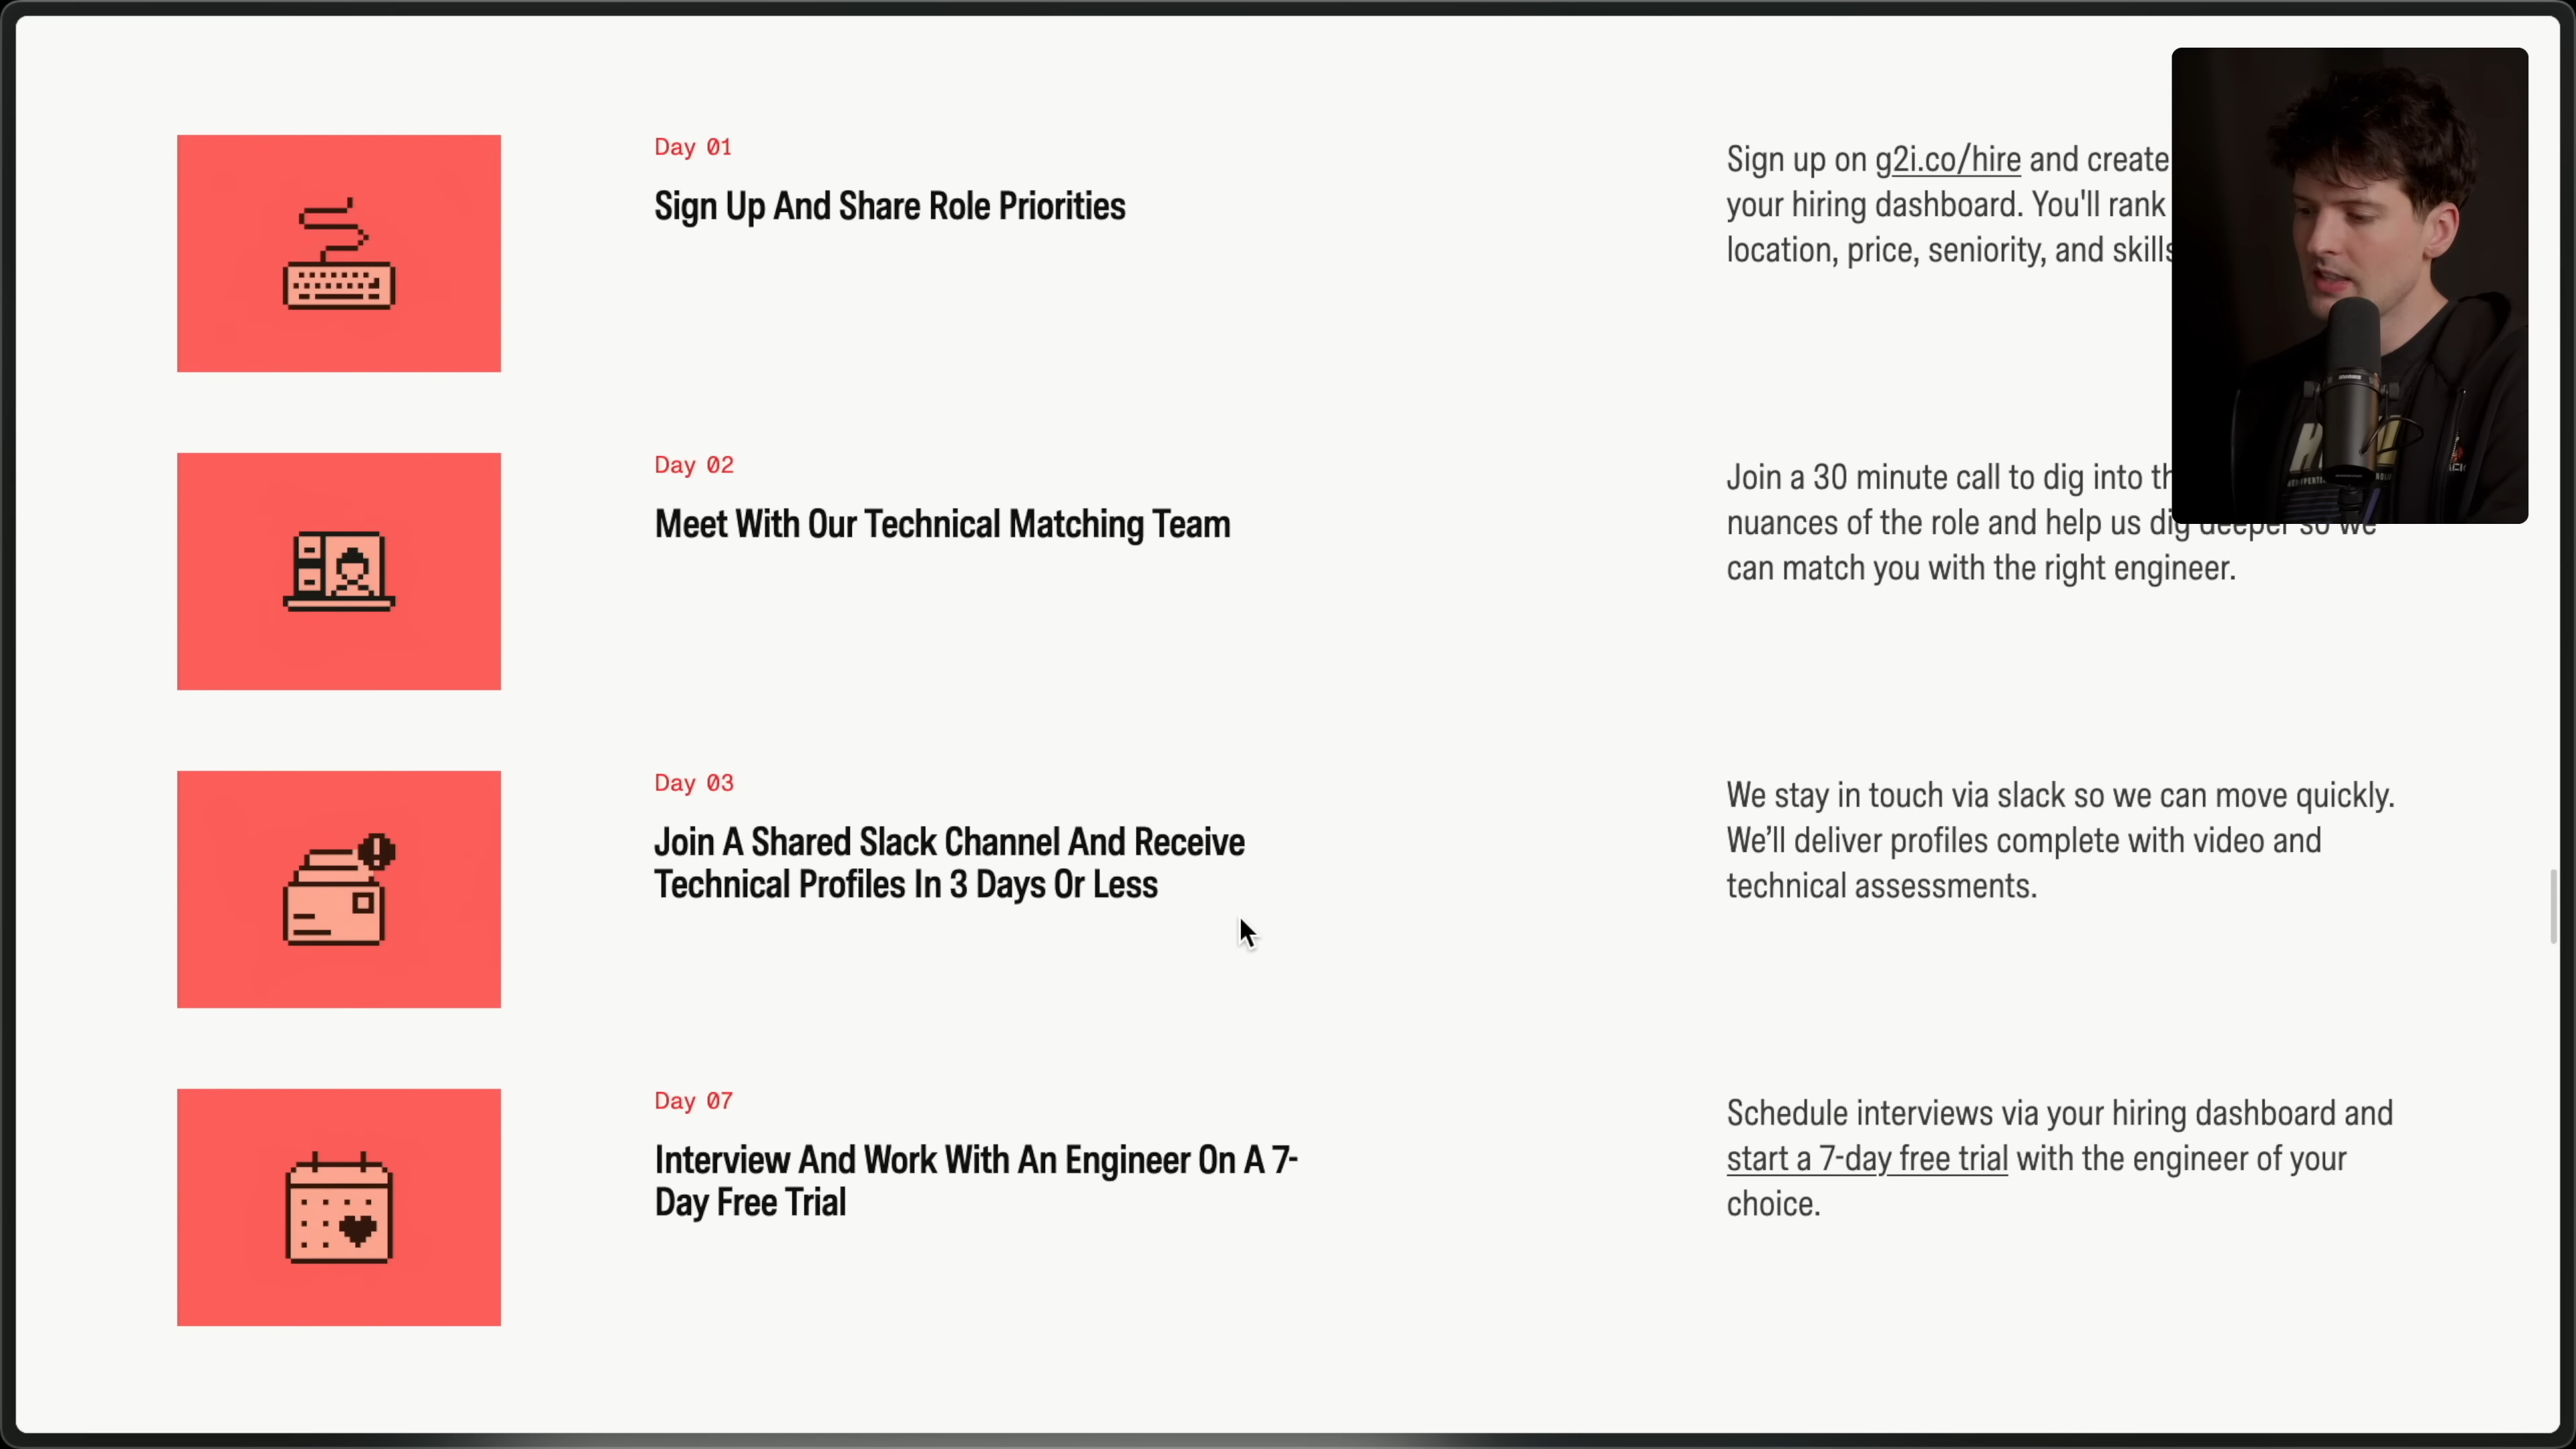 Day 01
Sign Up And Share Role Priorities
Sign up on g2i.co/hire and create
your hiring dashboard. You'll rank
location, price, seniority, and skills
Day 02
Meet With Our Technical Matching Team
Join a 30 minute call to dig into
nuances of the role and help us dig deeper so we
can match you with the right engineer.
Day 03
Join A Shared Slack Channel And Receive
Technical Profiles In 3 Days Or Less
We stay in touch via slack so we can move quickly.
We’ll deliver profiles complete with video and
technical assessments.
Day 07
Interview And Work With An Engineer On A 7-
Day Free Trial
Schedule interviews via your hiring dashboard and
start a 7-day free trial with the engineer of your
choice.